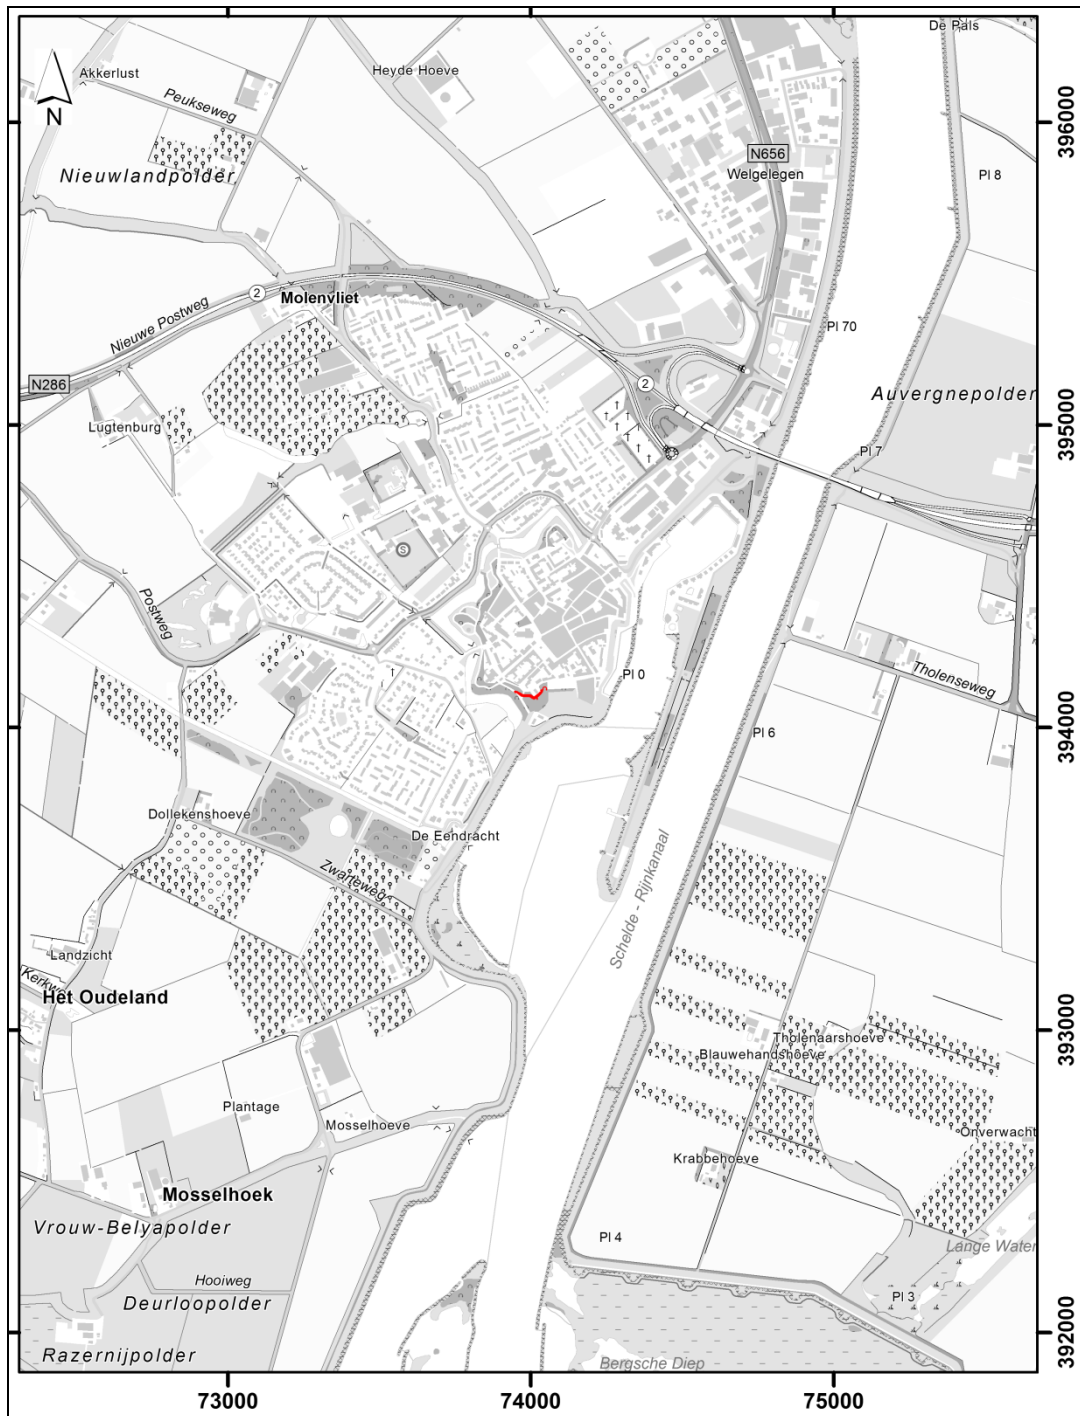 De Pals
Akkerlust
Heyde Hoeve
Peukseweg
N
396000
N656
Welgelegen
Nieuwlandpolder
Pl 8
2
Molenvliet
Nieuwe Postweg
Pl 70
N286
2
Auvergnepolder
Lugtenburg
395000
Pl 7
S
Postweg
Pl 0
Tholenseweg
Pl 6
394000
Dollekenshoeve
De Eendracht
Zwarteweg
Schelde - Rijnkanaal
Landzicht
Het Oudeland
393000
Tholenaarshoeve
Blauwehandshoeve
Plantage
Mosselhoeve
Onverwacht
Krabbehoeve
Mosselhoek
Vrouw-Belyapolder
Pl 4
Lange Water
Hooiweg
Deurloopolder
Pl 3
392000
Razernijpolder
Bergsche Diep
73000
74000
75000